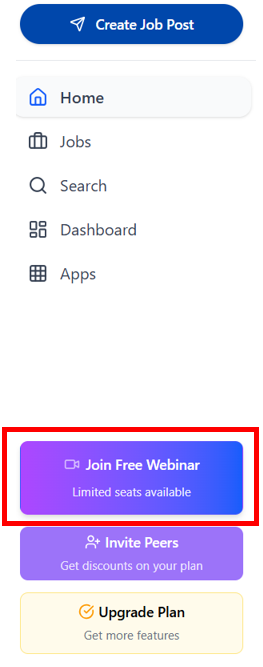 Create Job Post
Home
Jobs
Search
Dashboard
Apps
Join Free Webinar
Limited seats available
Invite Peers
Get discounts on your plan
Upgrade Plan
Get more features